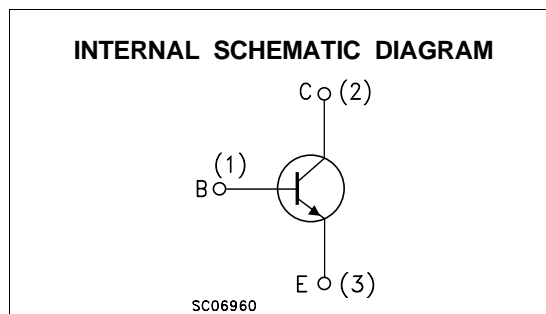 INTERNAL SCHEMATIC DIAGRAM
C (2)
(1)
B
E (3)
SC06960